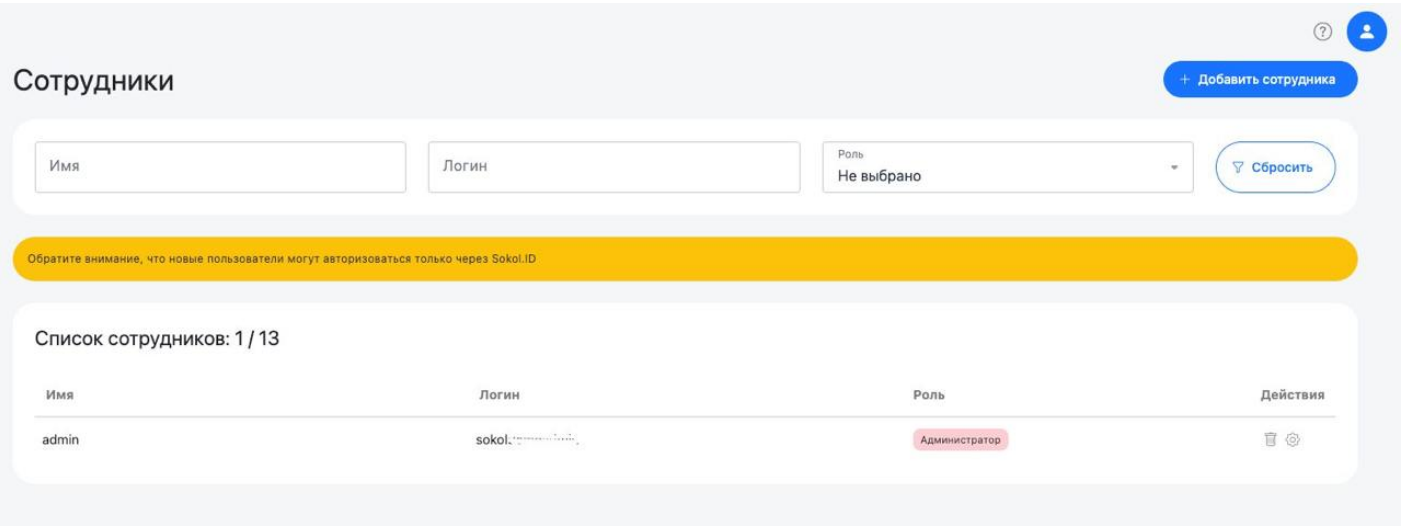 Сотрудники
+ Добавить сотрудника
Имя
Логин
Роль
Не выбрано
Сбросить
Обратите внимание, что новые пользователи могут авторизоваться только через Sokol.ID
Список сотрудников: 1 / 13
Имя Логин Роль Действия
admin sokol. Администратор